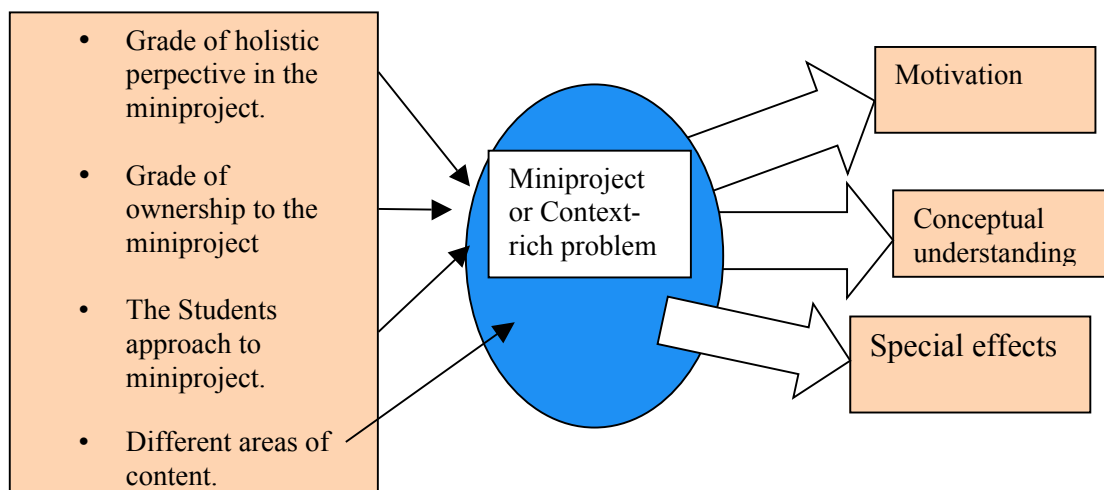 • Grade of holistic
perpective in the
miniproject.
• Grade of
ownership to the
miniproject
• The Students
approach to
miniproject.
• Different areas of
content.
Miniproject
or Context-
rich problem
Motivation
Conceptual
understanding
Special effects